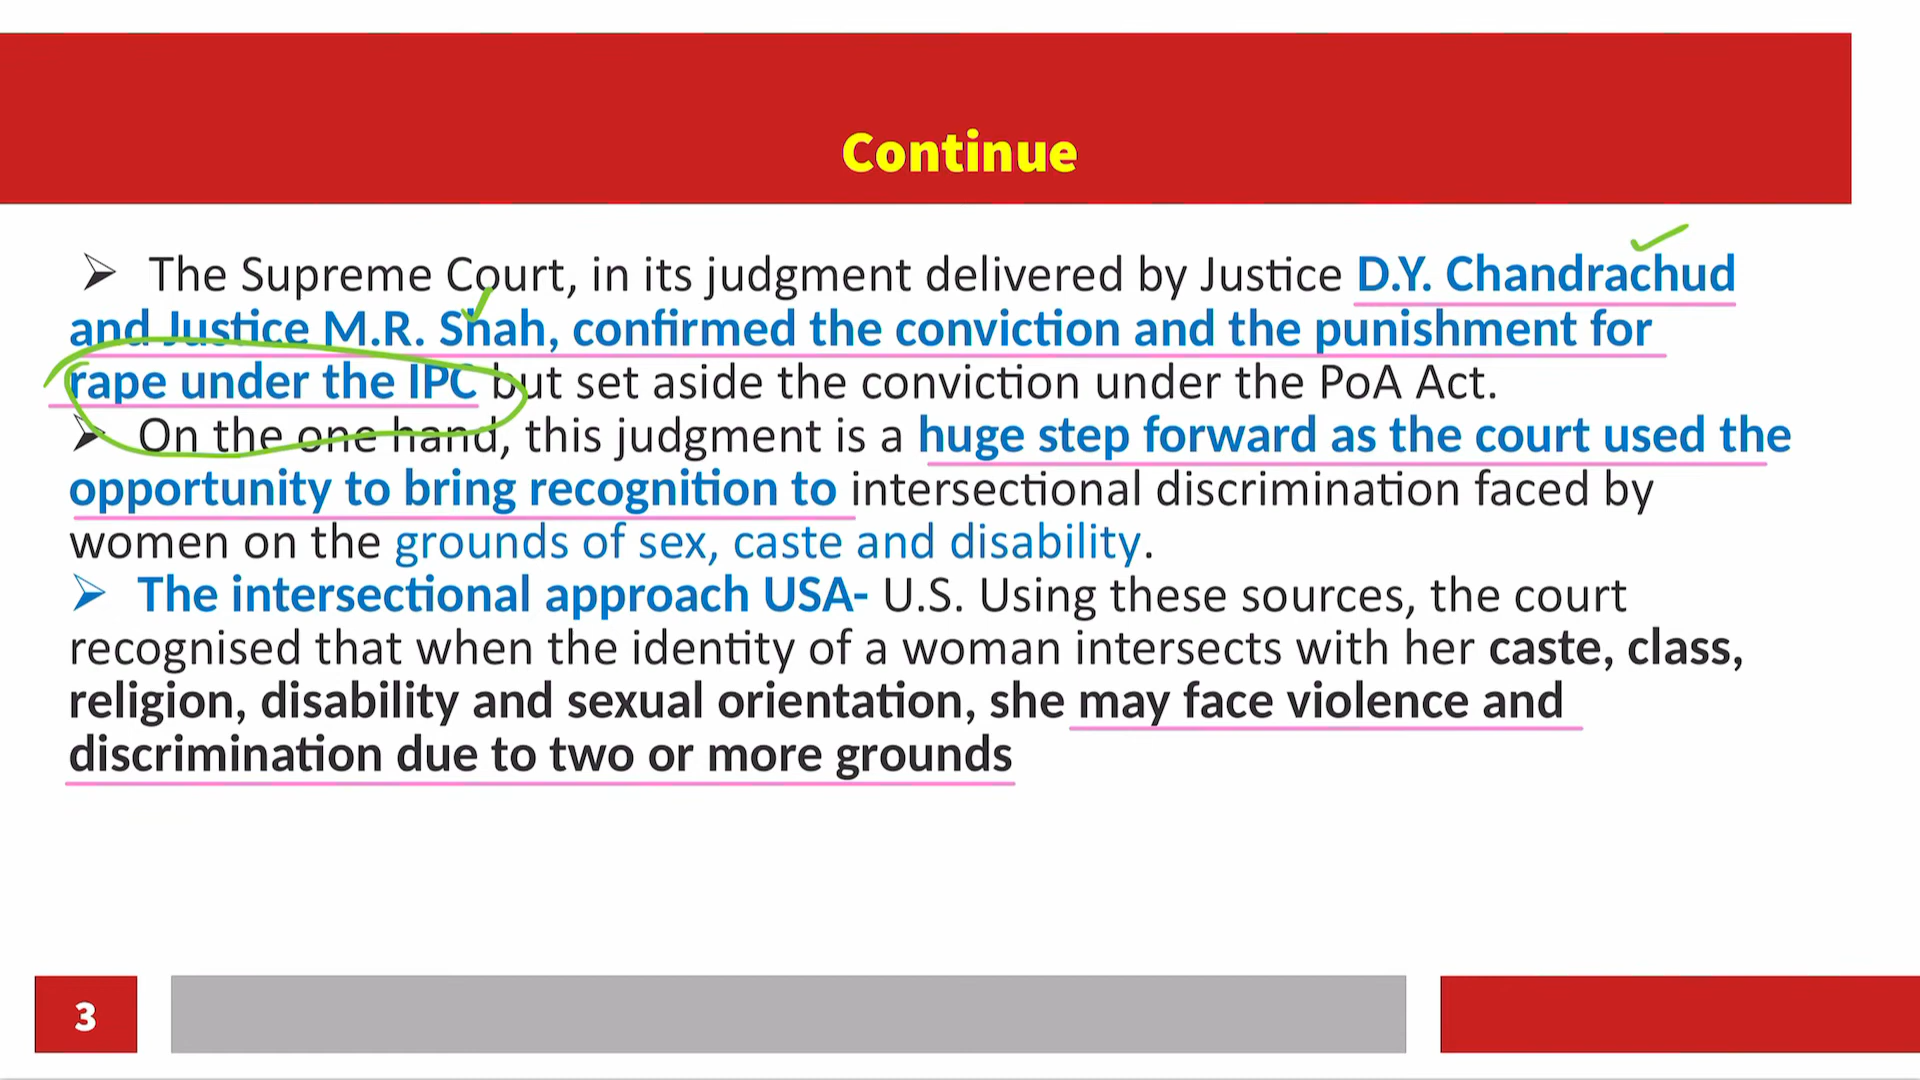 Continue
➢ The Supreme Court, in its judgment delivered by Justice D.Y. Chandrachud
and Justice M.R. Shah, confirmed the conviction and the punishment for
rape under the IPC but set aside the conviction under the PoA Act.
➢ On the one hand, this judgment is a huge step forward as the court used the
opportunity to bring recognition to intersectional discrimination faced by
women on the grounds of sex, caste and disability.
➢ The intersectional approach USA- U.S. Using these sources, the court
recognised that when the identity of a woman intersects with her caste, class,
religion, disability and sexual orientation, she may face violence and
discrimination due to two or more grounds
3